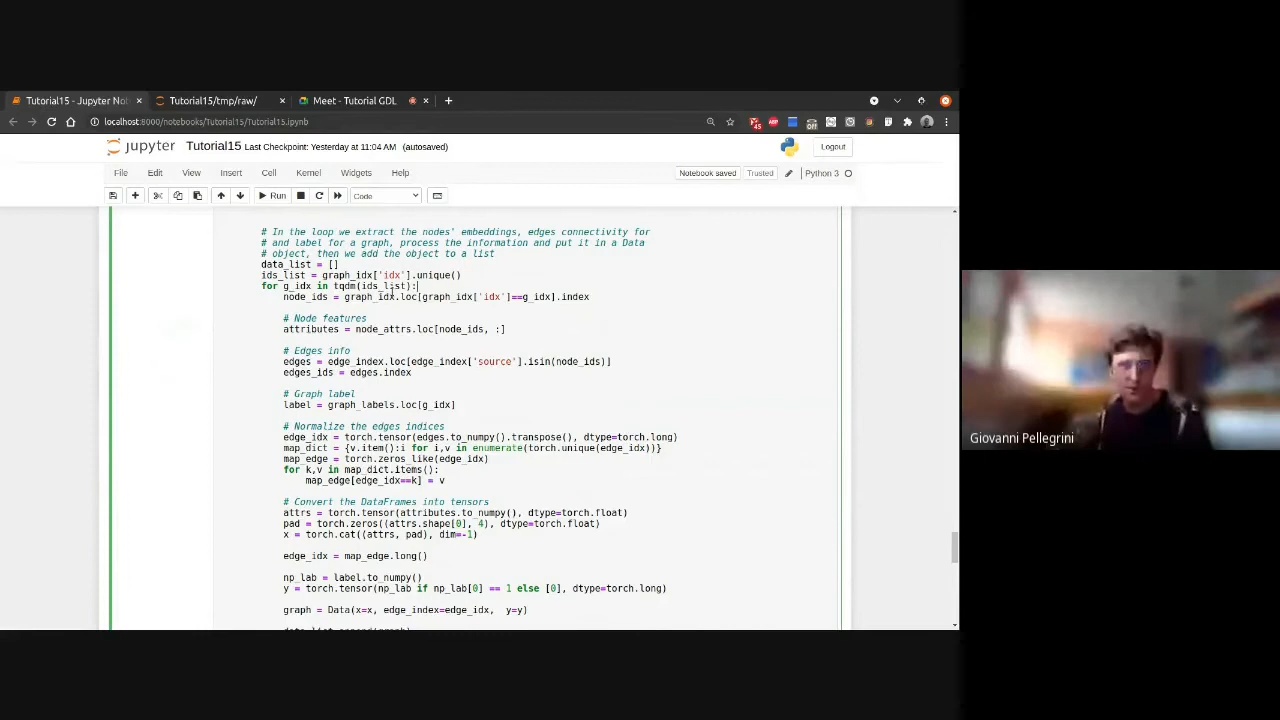 Tutorial15 - Jupyter No
Tutorial15/tmp/raw/
Meet - Tutorial GDL
localhost:8000/notebooks/Tutorial15/Tutorial15.ipynb
45
ABP
Off
jupyter Tutorial15 Last Checkpoint: Yesterday at 11:04 AM (autosaved)
Logout
File Edit View Insert Cell Kernel Widgets Help
Notebook saved Trusted Python 3
Run Code
# In the loop we extract the nodes' embeddings, edges connectivity for
# and label for a graph, process the information and put it in a Data
# object, then we add the object to a list
data_list = []
ids_list = graph_idx['idx'].unique()
for g_idx in tqdm(ids_list):
node_ids = graph_idx.loc[graph_idx['idx']==g_idx].index
# Node features
attributes = node_attrs.loc[node_ids, :]
# Edges info
edges = edge_index.loc[edge_index['source'].isin(node_ids)]
edges_ids = edges.index
# Graph label
label = graph_labels.loc[g_idx]
# Normalize the edges indices
edge_idx = torch.tensor(edges.to_numpy().transpose(), dtype=torch.long)
map_dict = {v.item():i for i,v in enumerate(torch.unique(edge_idx))}
map_edge = torch.zeros_like(edge_idx)
for k,v in map_dict.items():
map_edge[edge_idx==k] = v
# Convert the DataFrames into tensors
attrs = torch.tensor(attributes.to_numpy(), dtype=torch.float)
pad = torch.zeros((attrs.shape[0], 4), dtype=torch.float)
x = torch.cat((attrs, pad), dim=-1)
edge_idx = map_edge.long()
np_lab = label.to_numpy()
y = torch.tensor(np_lab if np_lab[0] == 1 else [0], dtype=torch.long)
graph = Data(x=x, edge_index=edge_idx, y=y)
Giovanni Pellegrini